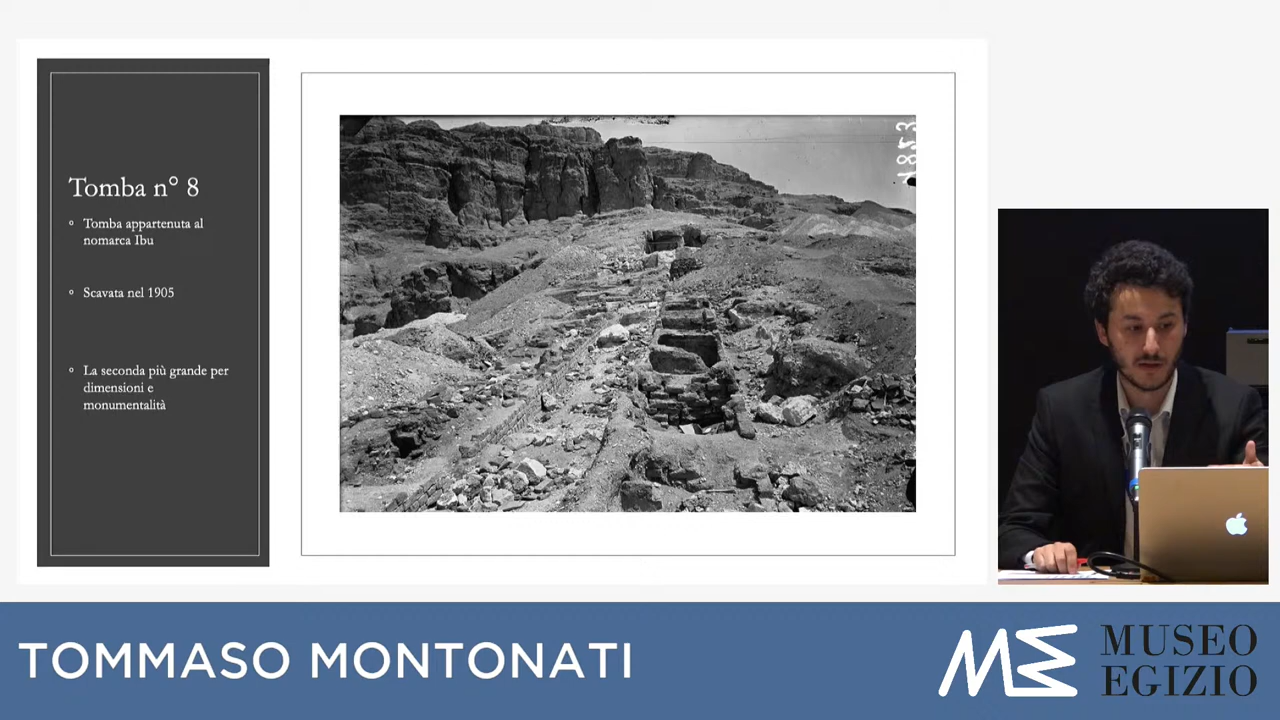 Tomba n° 8
Tomba appartenuta al
nomarca Ibu
Scavata nel 1905
La seconda più grande per
dimensioni e
monumentalità
TOMMASO MONTONATI
ME MUSEO
EGIZIO